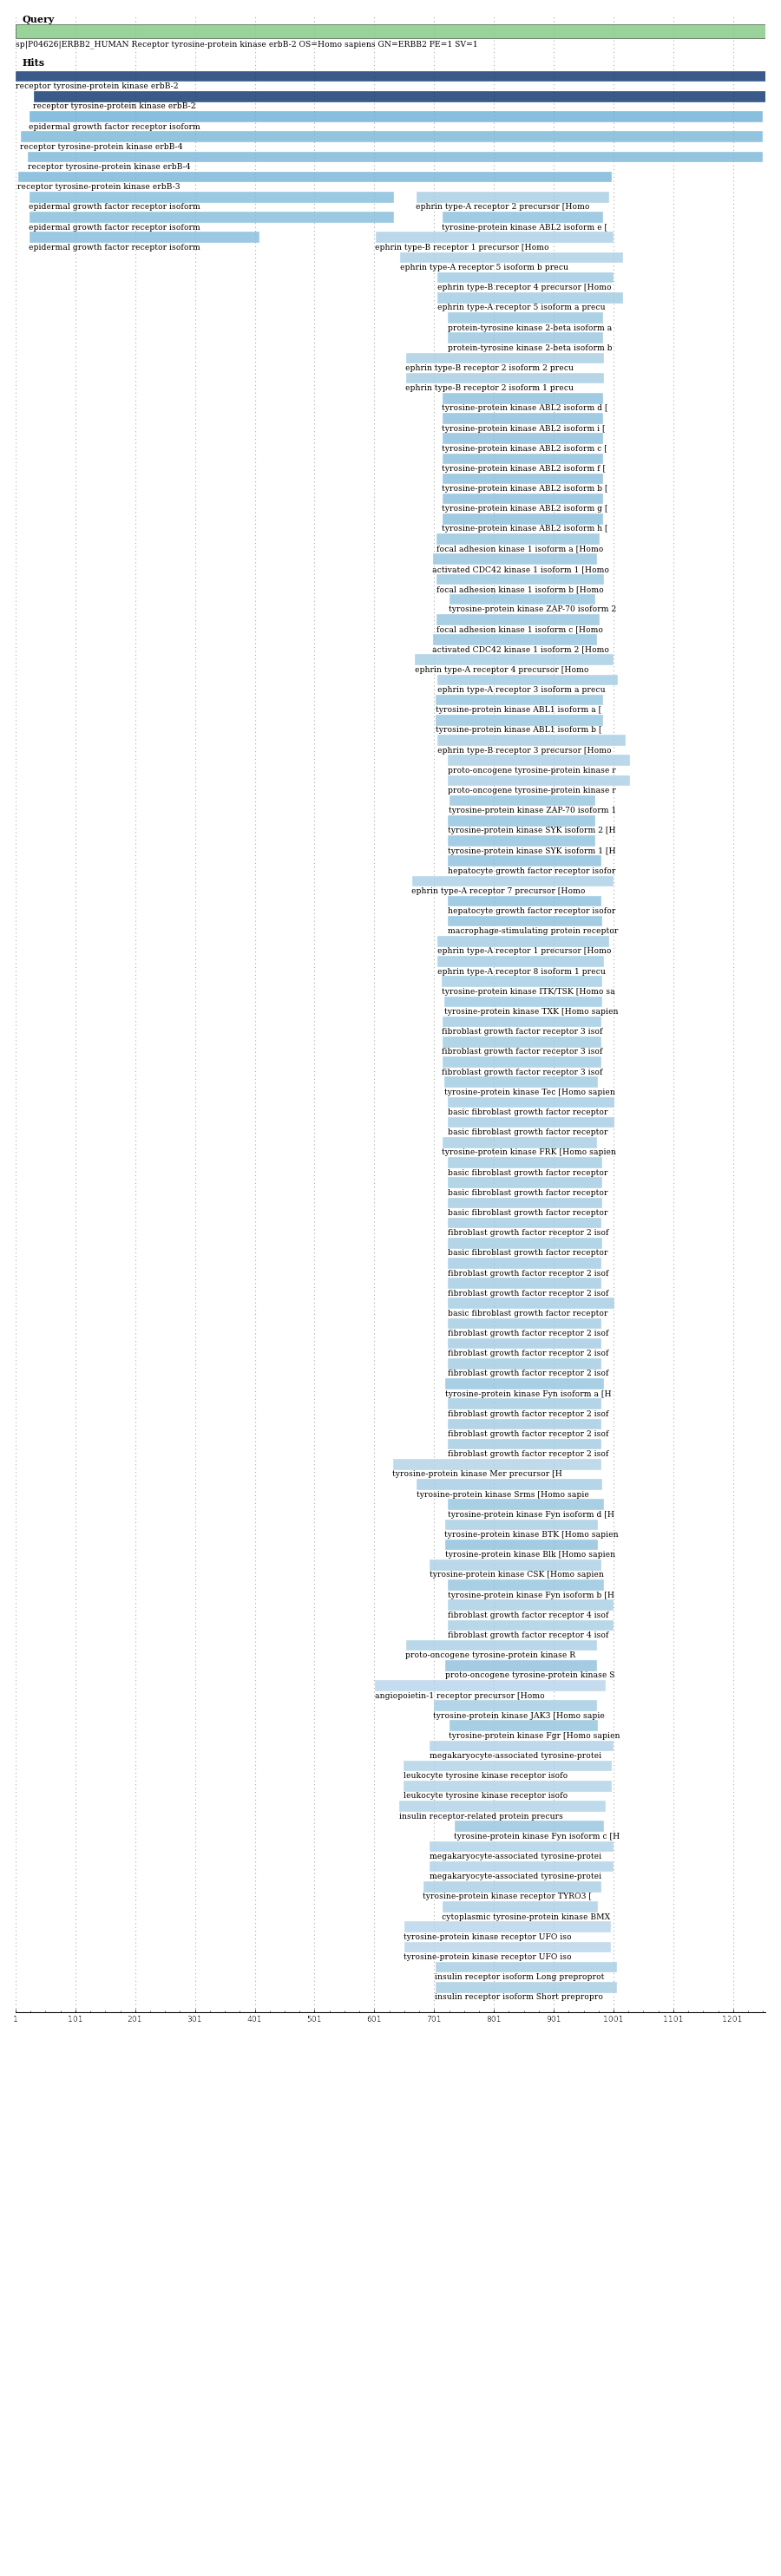 Query
sp|P04626|ERBB2_HUMAN Receptor tyrosine-protein kinase erbB-2 OS=Homo sapiens GN=ERBB2 PE=1 SV=1
Hits
receptor tyrosine-protein kinase erbB-2
receptor tyrosine-protein kinase erbB-2
epidermal growth factor receptor isoform
receptor tyrosine-protein kinase erbB-4
receptor tyrosine-protein kinase erbB-4
receptor tyrosine-protein kinase erbB-3
epidermal growth factor receptor isoform ephrin type-A receptor 2 precursor [Homo
epidermal growth factor receptor isoform tyrosine-protein kinase ABL2 isoform e [
epidermal growth factor receptor isoform ephrin type-B receptor 1 precursor [Homo
ephrin type-A receptor 5 isoform b precu
ephrin type-B receptor 4 precursor [Homo
ephrin type-A receptor 5 isoform a precu
protein-tyrosine kinase 2-beta isoform a
protein-tyrosine kinase 2-beta isoform b
ephrin type-B receptor 2 isoform 2 precu
ephrin type-B receptor 2 isoform 1 precu
tyrosine-protein kinase ABL2 isoform d [
tyrosine-protein kinase ABL2 isoform i [
tyrosine-protein kinase ABL2 isoform c [
tyrosine-protein kinase ABL2 isoform f [
tyrosine-protein kinase ABL2 isoform b [
tyrosine-protein kinase ABL2 isoform g [
tyrosine-protein kinase ABL2 isoform h [
focal adhesion kinase 1 isoform a [Homo
activated CDC42 kinase 1 isoform 1 [Homo
focal adhesion kinase 1 isoform b [Homo
tyrosine-protein kinase ZAP-70 isoform 2
focal adhesion kinase 1 isoform c [Homo
activated CDC42 kinase 1 isoform 2 [Homo
ephrin type-A receptor 4 precursor [Homo
ephrin type-A receptor 3 isoform a precu
tyrosine-protein kinase ABL1 isoform a [
tyrosine-protein kinase ABL1 isoform b [
ephrin type-B receptor 3 precursor [Homo
proto-oncogene tyrosine-protein kinase r
proto-oncogene tyrosine-protein kinase r
tyrosine-protein kinase ZAP-70 isoform 1
tyrosine-protein kinase SYK isoform 2 [H
tyrosine-protein kinase SYK isoform 1 [H
hepatocyte growth factor receptor isofor
ephrin type-A receptor 7 precursor [Homo
hepatocyte growth factor receptor isofor
macrophage-stimulating protein receptor
ephrin type-A receptor 1 precursor [Homo
ephrin type-A receptor 8 isoform 1 precu
tyrosine-protein kinase ITK/TSK [Homo sa
tyrosine-protein kinase TXK [Homo sapien
fibroblast growth factor receptor 3 isof
fibroblast growth factor receptor 3 isof
fibroblast growth factor receptor 3 isof
tyrosine-protein kinase Tec [Homo sapien
basic fibroblast growth factor receptor
basic fibroblast growth factor receptor
tyrosine-protein kinase FRK [Homo sapien
basic fibroblast growth factor receptor
basic fibroblast growth factor receptor
basic fibroblast growth factor receptor
fibroblast growth factor receptor 2 isof
basic fibroblast growth factor receptor
fibroblast growth factor receptor 2 isof
fibroblast growth factor receptor 2 isof
basic fibroblast growth factor receptor
fibroblast growth factor receptor 2 isof
fibroblast growth factor receptor 2 isof
fibroblast growth factor receptor 2 isof
tyrosine-protein kinase Fyn isoform a [H
fibroblast growth factor receptor 2 isof
fibroblast growth factor receptor 2 isof
fibroblast growth factor receptor 2 isof
tyrosine-protein kinase Mer precursor [H
tyrosine-protein kinase Srms [Homo sapie
tyrosine-protein kinase Fyn isoform d [H
tyrosine-protein kinase BTK [Homo sapien
tyrosine-protein kinase Blk [Homo sapien
tyrosine-protein kinase CSK [Homo sapien
tyrosine-protein kinase Fyn isoform b [H
fibroblast growth factor receptor 4 isof
fibroblast growth factor receptor 4 isof
proto-oncogene tyrosine-protein kinase R
proto-oncogene tyrosine-protein kinase S
angiopoietin-1 receptor precursor [Homo
tyrosine-protein kinase JAK3 [Homo sapie
tyrosine-protein kinase Fgr [Homo sapien
megakaryocyte-associated tyrosine-protei
leukocyte tyrosine kinase receptor isofo
leukocyte tyrosine kinase receptor isofo
insulin receptor-related protein precurs
tyrosine-protein kinase Fyn isoform c [H
megakaryocyte-associated tyrosine-protei
megakaryocyte-associated tyrosine-protei
tyrosine-protein kinase receptor TYRO3 [
cytoplasmic tyrosine-protein kinase BMX
tyrosine-protein kinase receptor UFO iso
tyrosine-protein kinase receptor UFO iso
insulin receptor isoform Long preproprot
insulin receptor isoform Short prepropro
1 101 201 301 401 501 601 701 801 901 1001 1101 1201